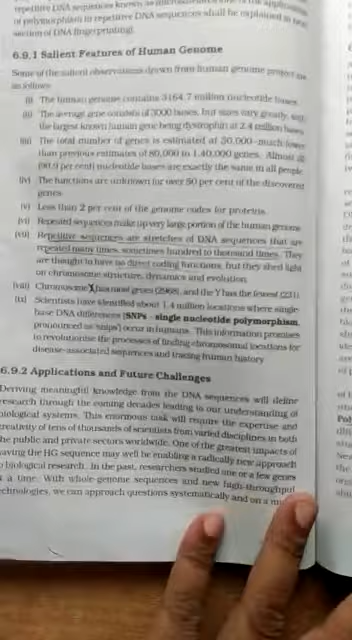 repetitive DNA sequences
of polymorphism in repetitive DNA sequences shall be explained in
section of DNA fingerprinting).
6.9.1 Salient Features of Human Genome
Some of the salient observations drawn from human genome project are
as follows:
(i) The human genome contains 3164.7 million nucleotide bases.
(ii) The average gene consists of 3000 bases, but sizes vary greatly, with
the largest known human gene being dystrophin at 2.4 million bases.
(iii) The total number of genes is estimated at 30,000–much lower
than previous estimates of 80,000 to 1,40,000 genes. Almost all
(99.9 per cent) nucleotide bases are exactly the same in all people.
(iv) The functions are unknown for over 50 per cent of the discovered
genes.
(v) Less than 2 per cent of the genome codes for proteins.
(vi) Repeated sequences make up very large portion of the human genome.
(vii) Repetitive sequences are stretches of DNA sequences that are
repeated many times, sometimes hundred to thousand times. They
are thought to have no direct coding functions, but they shed light
on chromosome structure, dynamics and evolution.
(viii) Chromosome has most genes (2968), and the Y has the fewest (231).
(ix) Scientists have identified about 1.4 million locations where single-
base DNA differences (SNPs - single nucleotide polymorphism,
pronounced as 'snips') occur in humans. This information promises
to revolutionise the processes of finding chromosomal locations for
disease-associated sequences and tracing human history.
6.9.2 Applications and Future Challenges
Deriving meaningful knowledge from the DNA sequences will define
research through the coming decades leading to our understanding of
biological systems. This enormous task will require the expertise and
creativity of tens of thousands of scientists from varied disciplines in both
the public and private sectors worldwide. One of the greatest impacts of
having the HG sequence may well be enabling a radically new approach
to biological research. In the past, researchers studied one or a few genes
at a time. With whole-genome sequences and new high-throughput
technologies, we can approach questions systematically and on a